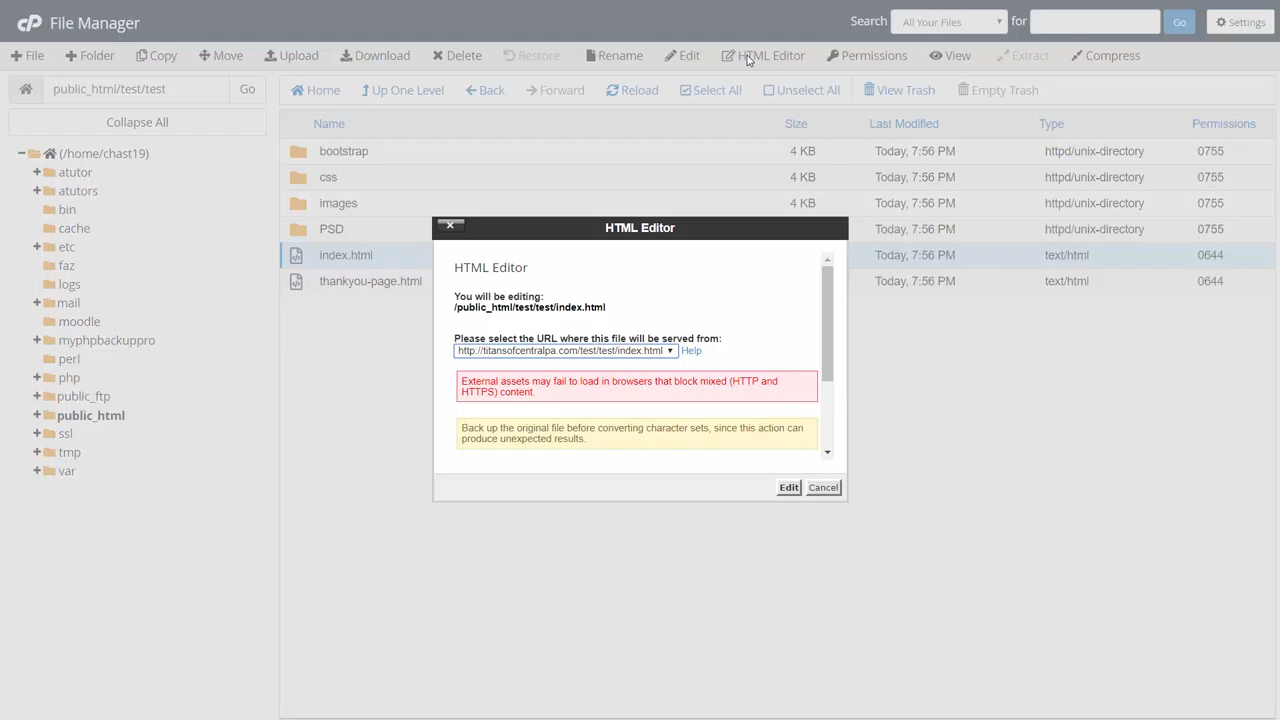 cP File Manager
Search All Your Files for Go Settings
File Folder Copy Move Upload Download Delete Restore Rename Edit HTML Editor Permissions View Extract Compress
public_html/test/test Go
Home Up One Level Back Forward Reload Select All Unselect All View Trash Empty Trash
Collapse All
(/home/chast19)
atutor
atutors
bin
cache
etc
faz
logs
mail
moodle
myphpbackuppro
perl
php
public_ftp
public_html
ssl
tmp
var
Name Size Last Modified Type Permissions
bootstrap 4 KB Today, 7:56 PM httpd/unix-directory 0755
css 4 KB Today, 7:56 PM httpd/unix-directory 0755
images 4 KB Today, 7:56 PM httpd/unix-directory 0755
PSD Today, 7:56 PM httpd/unix-directory 0755
index.html Today, 7:56 PM text/html 0644
thankyou-page.html Today, 7:56 PM text/html 0644
HTML Editor
HTML Editor
You will be editing:
/public_html/test/test/index.html
Please select the URL where this file will be served from:
http://titansofcentralpa.com/test/test/index.html Help
External assets may fail to load in browsers that block mixed (HTTP and
HTTPS) content.
Back up the original file before converting character sets, since this action can
produce unexpected results.
Edit Cancel